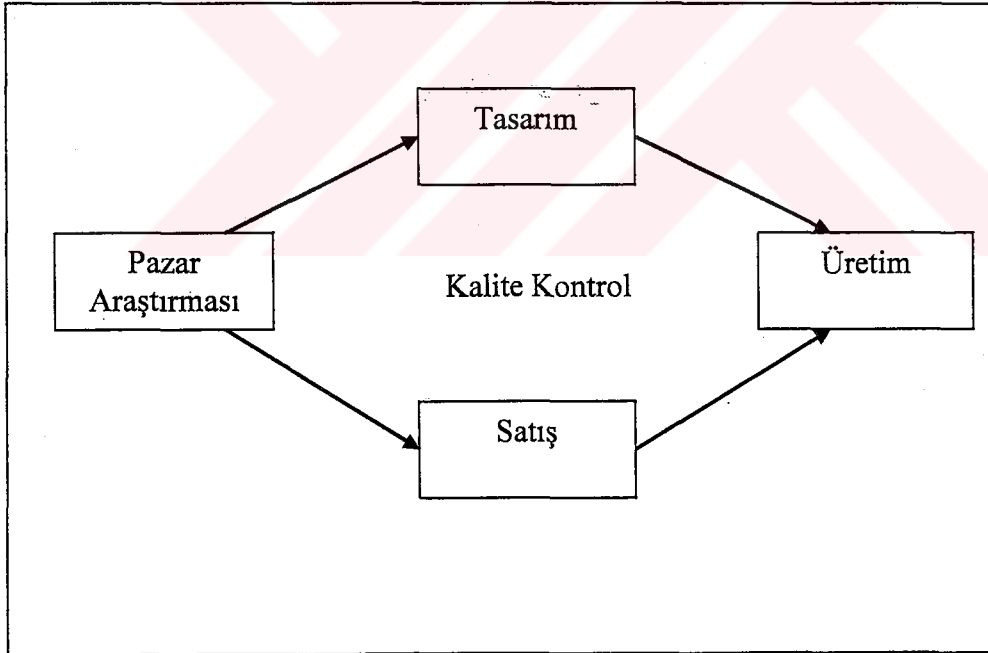 Tasarım
Pazar
Araştırması
Kalite Kontrol
Üretim
Satış